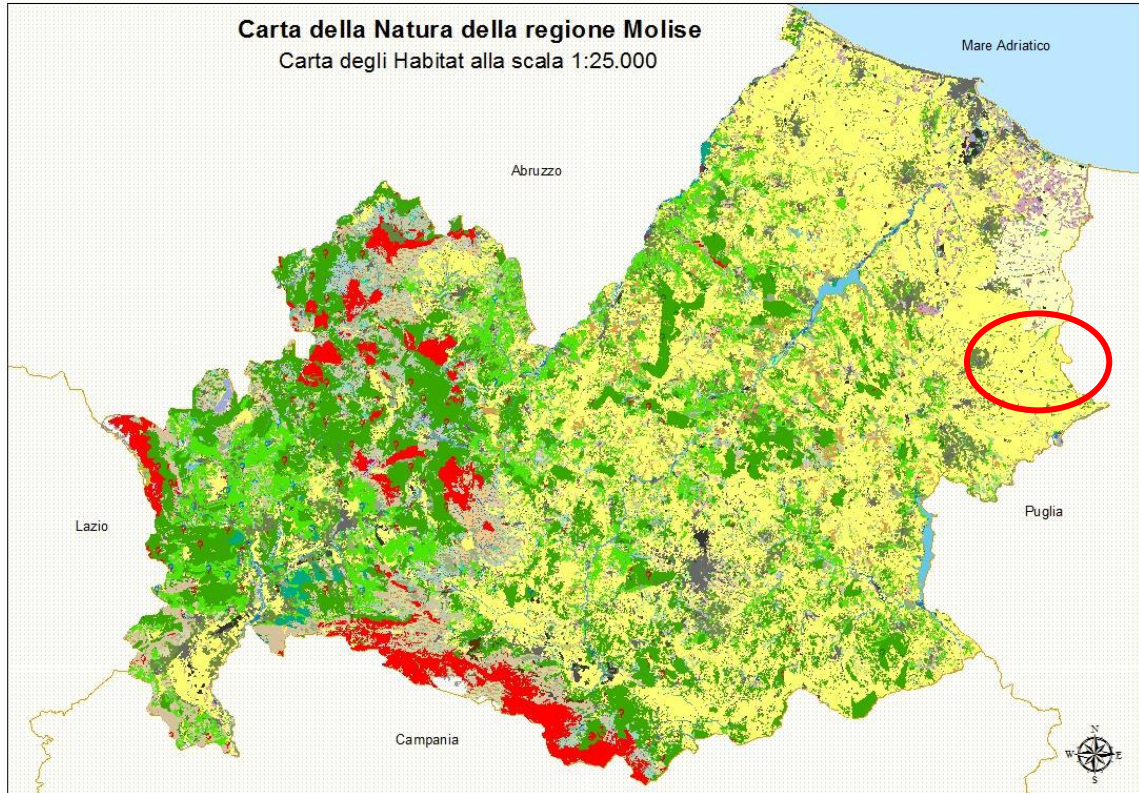 Carta della Natura della regione Molise
Carta degli Habitat alla scala 1:25.000
Mare Adriatico
Abruzzo
Lazio
Puglia
Campania
N
W E
S